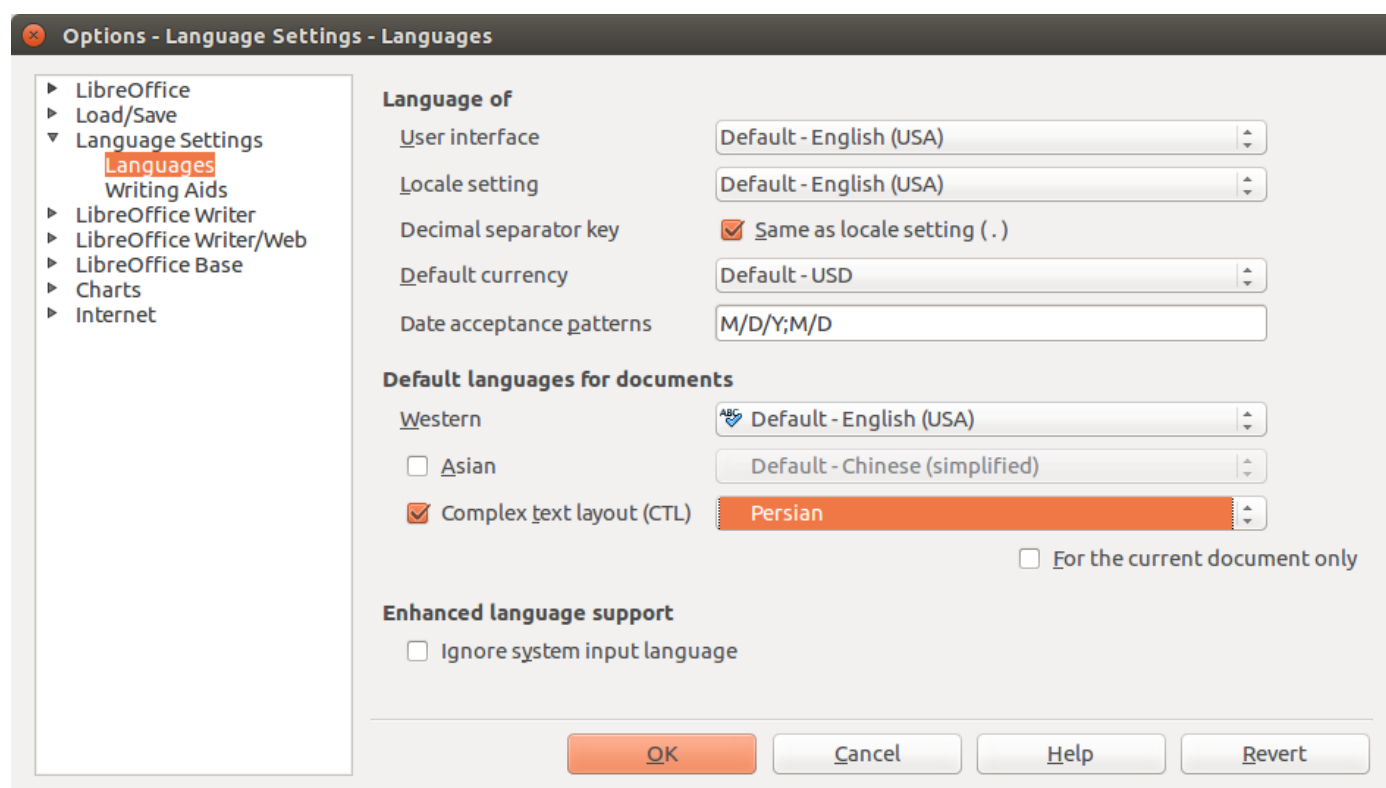 Options - Language Settings - Languages
LibreOffice
Load/Save
Language Settings
Languages
Writing Aids
LibreOffice Writer
LibreOffice Writer/Web
LibreOffice Base
Charts
Internet
Language of
User interface
Default - English (USA)
Locale setting
Default - English (USA)
Decimal separator key
Same as locale setting ( . )
Default currency
Default - USD
Date acceptance patterns
M/D/Y;M/D
Default languages for documents
Western
ABC Default - English (USA)
Asian
Default - Chinese (simplified)
Complex text layout (CTL)
Persian
For the current document only
Enhanced language support
Ignore system input language
OK
Cancel
Help
Revert